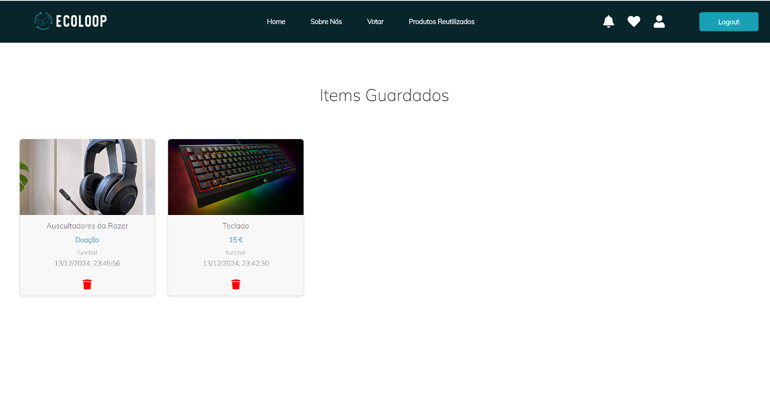 ECOLOOP
Home
Sobre Nós
Votar
Produtos Reutilizados
Logout
Items Guardados
Auscultadores da Razer
Doação
funchal
13/12/2024, 23:45:56
Teclado
15 €
funchal
13/12/2024, 23:42:30